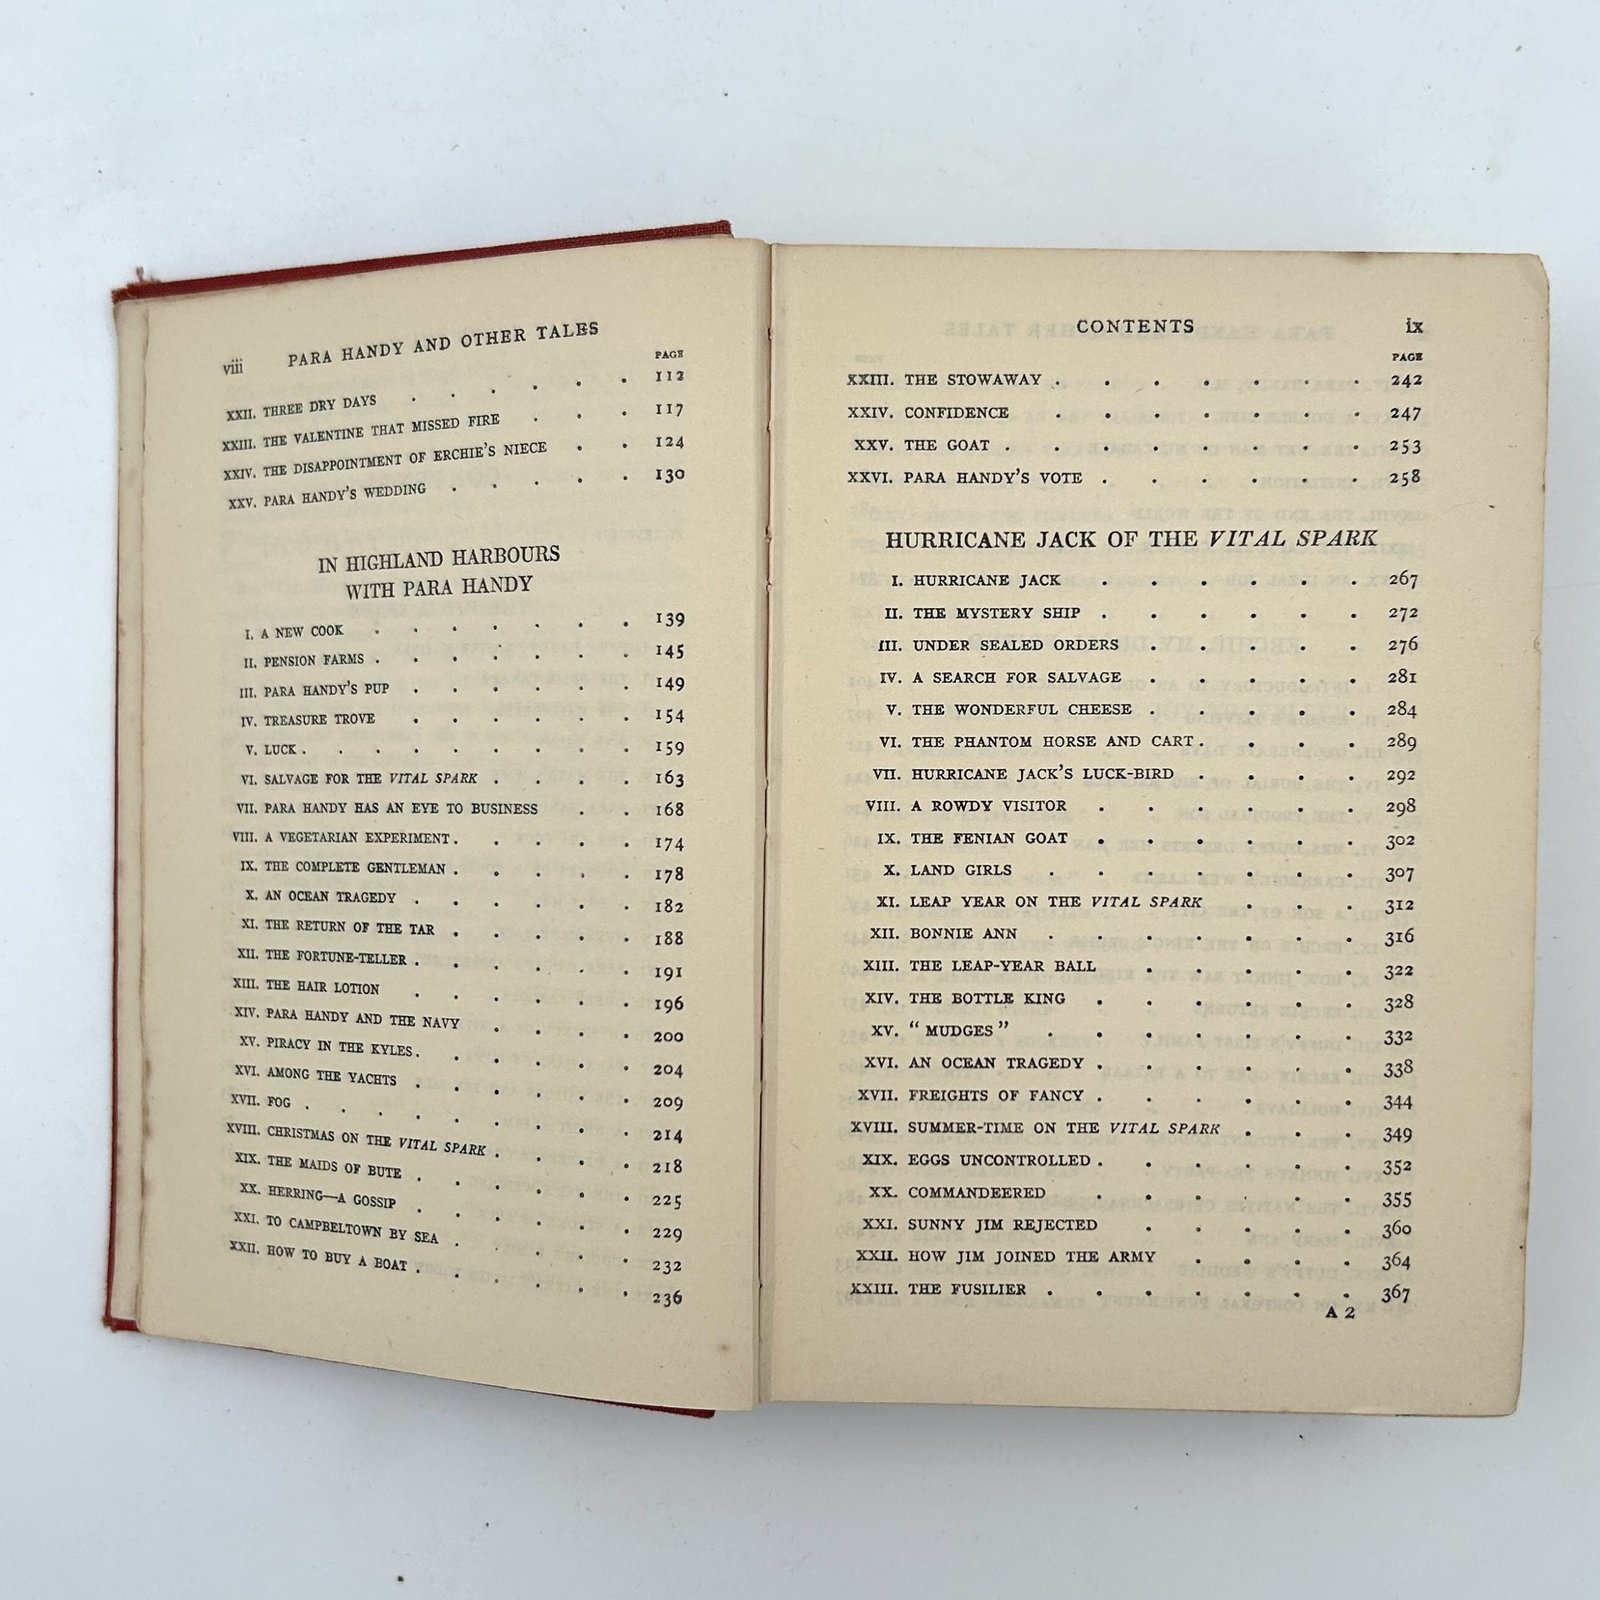 viii PARA HANDY AND OTHER TALES
PAGE
XXII. THREE DRY DAYS . . . . . . 112
XXIII. THE VALENTINE THAT MISSED FIRE . . . 117
XXIV. THE DISAPPOINTMENT OF ERCHIE'S NIECE . . 124
XXV. PARA HANDY'S WEDDING . . . . . 130
IN HIGHLAND HARBOURS
WITH PARA HANDY
I. A NEW COOK . . . . . . 139
II. PENSION FARMS . . . . . . 145
III. PARA HANDY'S PUP . . . . . . 149
IV. TREASURE TROVE . . . . . . 154
V. LUCK . . . . . . . . 159
VI. SALVAGE FOR THE VITAL SPARK . . . . 163
VII. PARA HANDY HAS AN EYE TO BUSINESS . . 168
VIII. A VEGETARIAN EXPERIMENT . . . . . 174
IX. THE COMPLETE GENTLEMAN . . . . . 178
X. AN OCEAN TRAGEDY . . . . . . 182
XI. THE RETURN OF THE TAR . . . . . 188
XII. THE FORTUNE-TELLER . . . . . . 191
XIII. THE HAIR LOTION . . . . . . 196
XIV. PARA HANDY AND THE NAVY . . . . . 200
XV. PIRACY IN THE KYLES . . . . . . 204
XVI. AMONG THE YACHTS . . . . . . 209
XVII. FOG . . . . . . . . 214
XVIII. CHRISTMAS ON THE VITAL SPARK . . . . 218
XIX. THE MAIDS OF BUTE . . . . . . 225
XX. HERRING—A GOSSIP . . . . . . 229
XXI. TO CAMPBELTOWN BY SEA . . . . . 232
XXII. HOW TO BUY A BOAT . . . . . . 236
CONTENTS ix
PAGE
XXIII. THE STOWAWAY . . . . . . . 242
XXIV. CONFIDENCE . . . . . . . 247
XXV. THE GOAT . . . . . . . . 253
XXVI. PARA HANDY'S VOTE . . . . . . 258
HURRICANE JACK OF THE VITAL SPARK
I. HURRICANE JACK . . . . . . 267
II. THE MYSTERY SHIP . . . . . . 272
III. UNDER SEALED ORDERS . . . . . 276
IV. A SEARCH FOR SALVAGE . . . . . 281
V. THE WONDERFUL CHEESE . . . . . 284
VI. THE PHANTOM HORSE AND CART . . . . 289
VII. HURRICANE JACK'S LUCK-BIRD . . . . 292
VIII. A ROWDY VISITOR . . . . . . 298
IX. THE FENIAN GOAT . . . . . . 302
X. LAND GIRLS . . . . . . . 307
XI. LEAP YEAR ON THE VITAL SPARK . . . 312
XII. BONNIE ANN . . . . . . . 316
XIII. THE LEAP-YEAR BALL . . . . . 322
XIV. THE BOTTLE KING . . . . . . 328
XV. " MUDGES " . . . . . . . 332
XVI. AN OCEAN TRAGEDY . . . . . . 338
XVII. FREIGHTS OF FANCY . . . . . . 344
XVIII. SUMMER-TIME ON THE VITAL SPARK . . . 349
XIX. EGGS UNCONTROLLED . . . . . . 352
XX. COMMANDEERED . . . . . . 355
XXI. SUNNY JIM REJECTED . . . . . 360
XXII. HOW JIM JOINED THE ARMY . . . . 364
XXIII. THE FUSILIER . . . . . . . 367
A 2